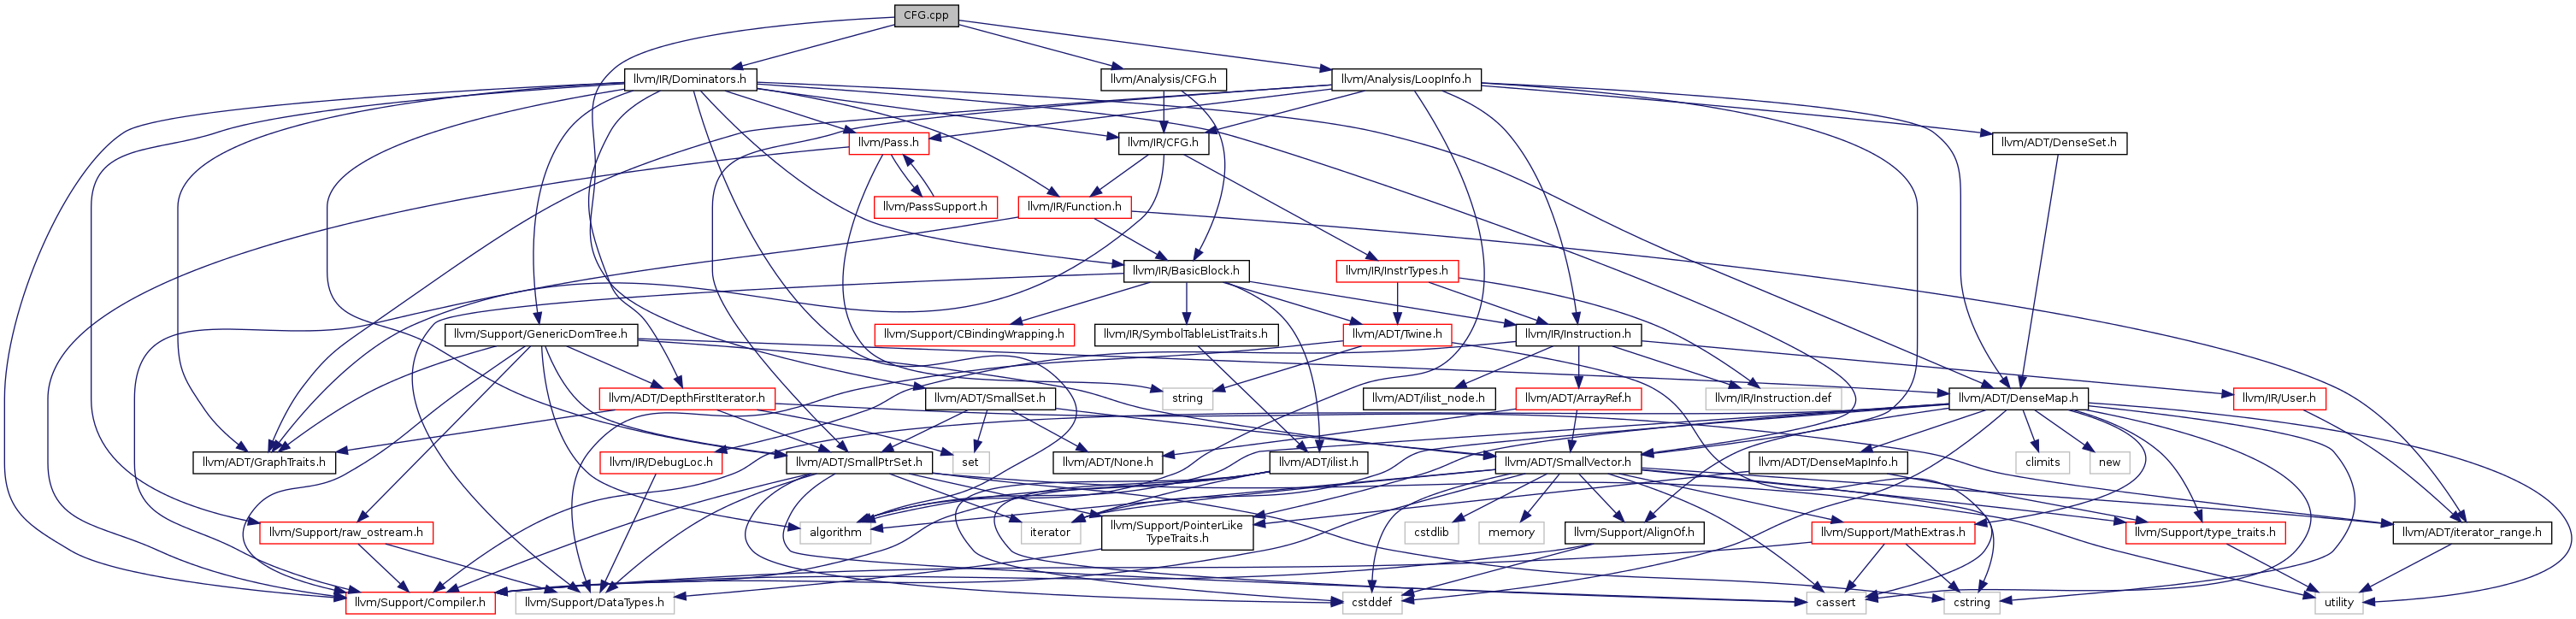 CFG.cpp
llvm/IR/Dominators.h
llvm/Analysis/CFG.h
llvm/Analysis/LoopInfo.h
llvm/Pass.h
llvm/IR/CFG.h
llvm/ADT/DenseSet.h
llvm/PassSupport.h
llvm/IR/Function.h
llvm/IR/BasicBlock.h
llvm/IR/InstrTypes.h
llvm/Support/GenericDomTree.h
llvm/Support/CBindingWrapping.h
llvm/IR/SymbolTableListTraits.h
llvm/ADT/Twine.h
llvm/IR/Instruction.h
llvm/ADT/DepthFirstIterator.h
llvm/ADT/SmallSet.h
string
llvm/ADT/ilist_node.h
llvm/ADT/ArrayRef.h
llvm/IR/Instruction.def
llvm/ADT/DenseMap.h
llvm/IR/User.h
llvm/ADT/GraphTraits.h
llvm/IR/DebugLoc.h
llvm/ADT/SmallPtrSet.h
set
llvm/ADT/None.h
llvm/ADT/ilist.h
llvm/ADT/SmallVector.h
llvm/ADT/DenseMapInfo.h
climits
new
llvm/Support/raw_ostream.h
algorithm
iterator
llvm/Support/PointerLike
TypeTraits.h
cstdlib
memory
llvm/Support/AlignOf.h
llvm/Support/MathExtras.h
llvm/Support/type_traits.h
llvm/ADT/iterator_range.h
llvm/Support/Compiler.h
llvm/Support/DataTypes.h
cstddef
cassert
cstring
utility